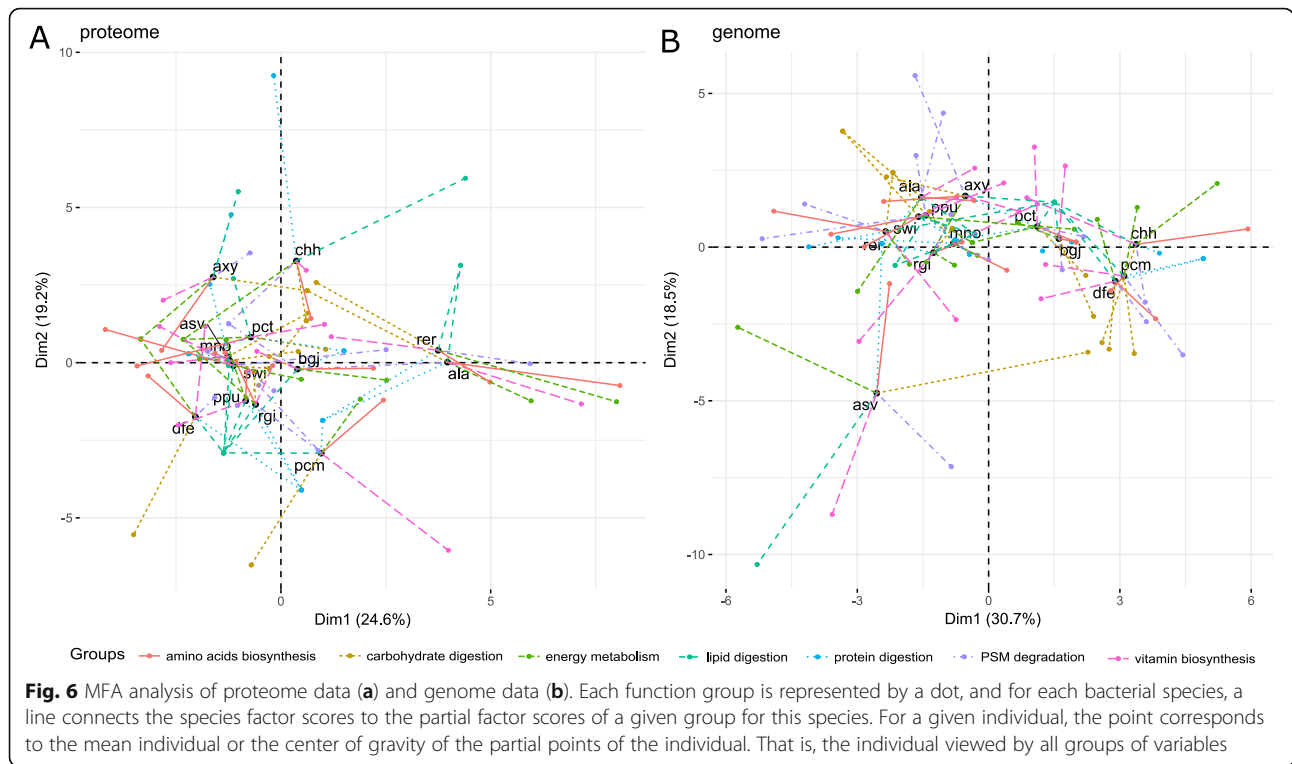 A proteome
10
5
0
-5
Dim2 (19.2%)
axy
chh
asv
pct
mno
rer
bgj
swi
ala
ppu
rgi
dfe
pcm
0
5
Dim1 (24.6%)
B genome
5
0
-5
-10
Dim2 (18.5%)
ala
axy
ppu
pct
swi
mno
chh
rer
bgj
rgi
pcm
dfe
asv
-6
-3
0
3
6
Dim1 (30.7%)
Groups amino acids biosynthesis carbohydrate digestion energy metabolism lipid digestion protein digestion PSM degradation vitamin biosynthesis
Fig. 6 MFA analysis of proteome data (a) and genome data (b). Each function group is represented by a dot, and for each bacterial species, a
line connects the species factor scores to the partial factor scores of a given group for this species. For a given individual, the point corresponds
to the mean individual or the center of gravity of the partial points of the individual. That is, the individual viewed by all groups of variables